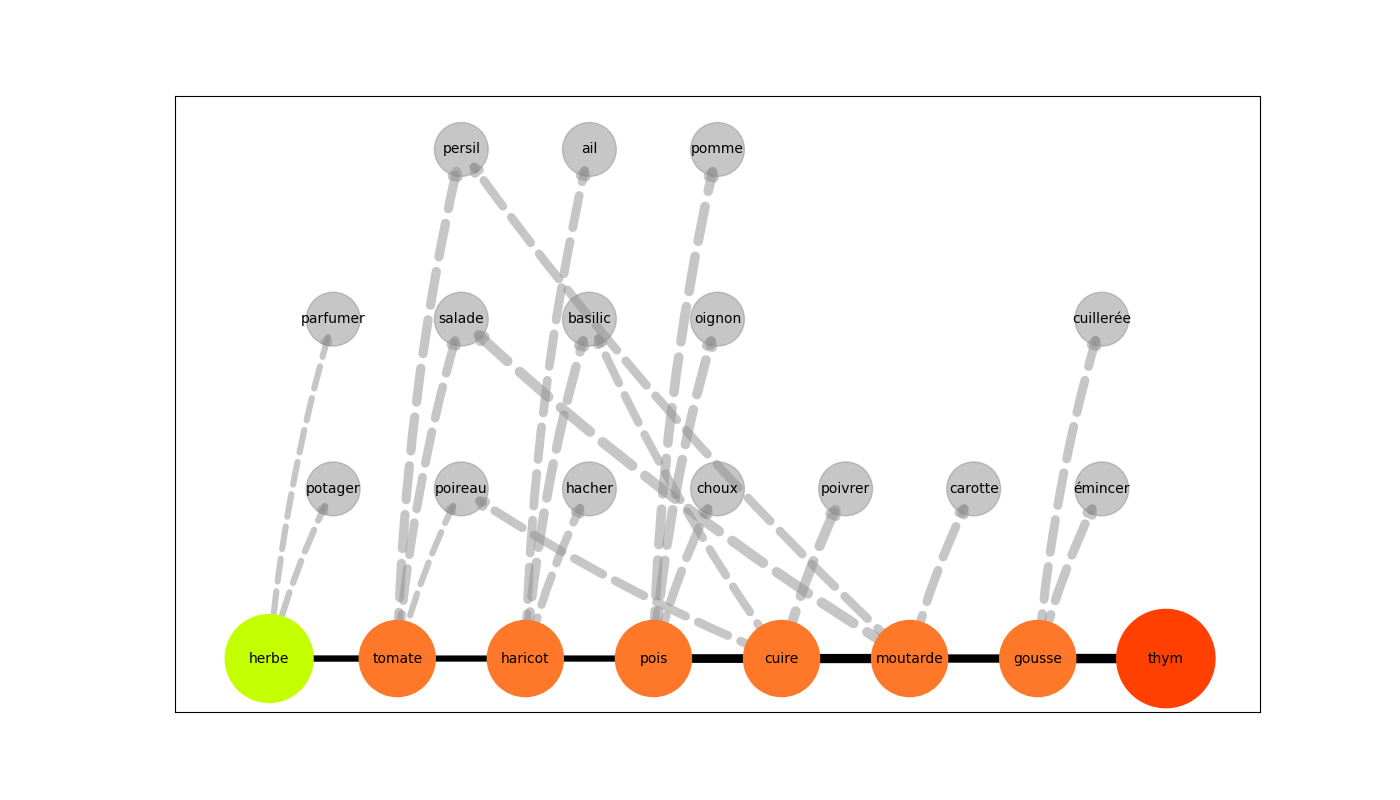 persil ail pomme
parfumer salade basilic oignon cuillerée
potager poireau hacher choux poivrer carotte émincer
herbe tomate haricot pois cuire moutarde gousse thym